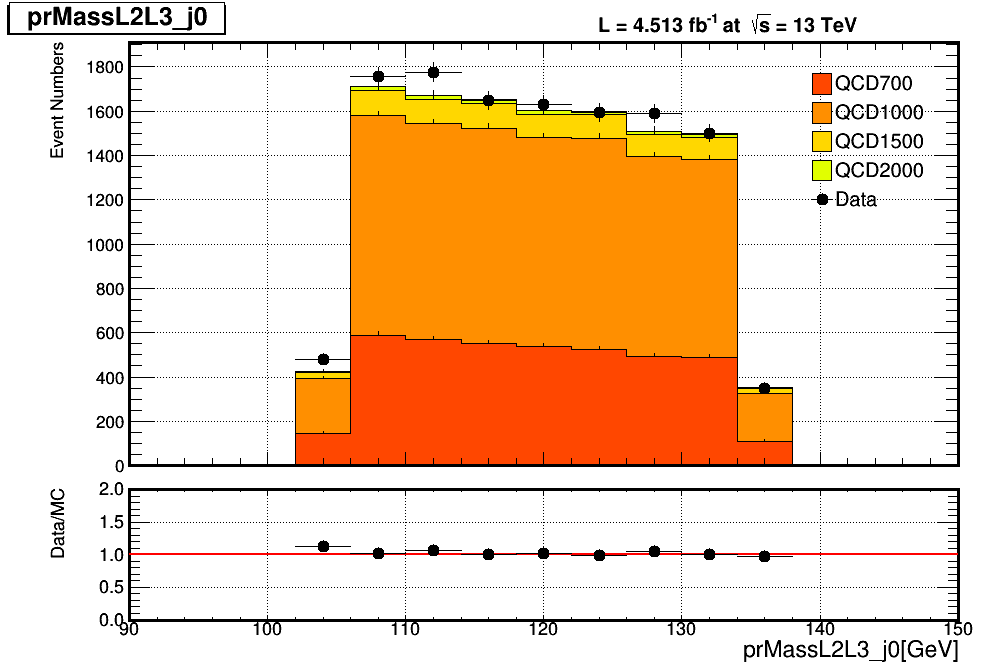 prMassL2L3_j0
L = 4.513 fb⁻¹ at √s = 13 TeV
Event Numbers
1800
1600
1400
1200
1000
800
600
400
200
0
QCD700
QCD1000
QCD1500
QCD2000
Data
Data/MC
2.0
1.5
1.0
0.5
0.0
90 100 110 120 130 140 150
prMassL2L3_j0[GeV]